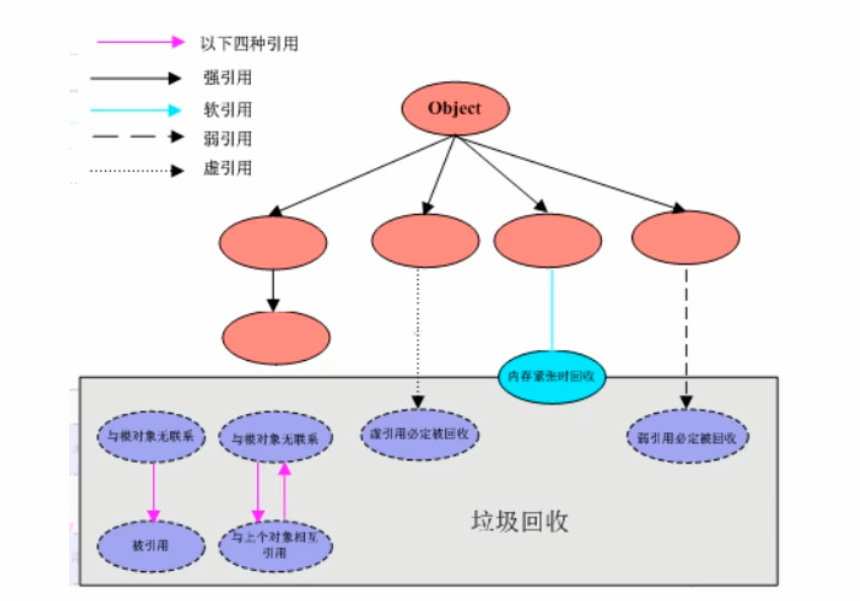 以下四种引用
强引用
软引用
弱引用
虚引用
Object
内存紧张时回收
与根对象无联系
与根对象无联系
虚引用必定被回收
弱引用必定被回收
被引用
与上个对象相互
引用
垃圾回收